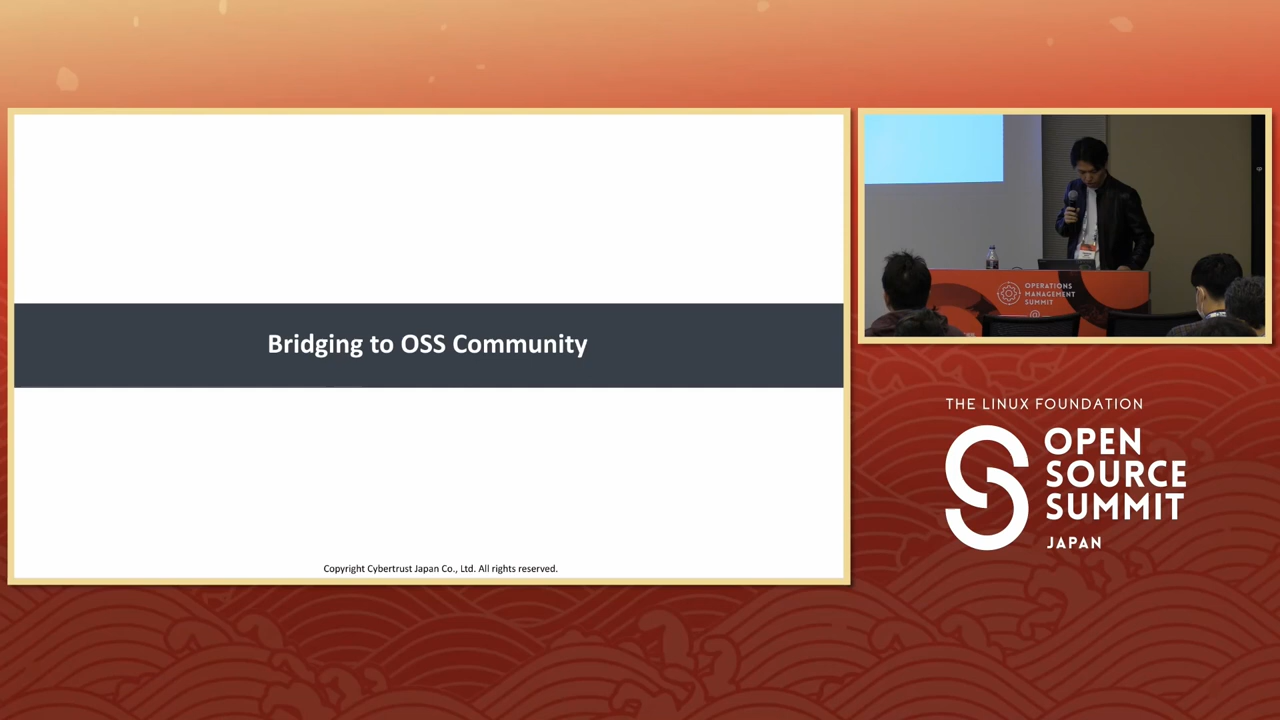 Bridging to OSS Community
Copyright Cybertrust Japan Co., Ltd. All rights reserved.
OPERATIONS
MANAGEMENT
SUMMIT
THE LINUX FOUNDATION
OPEN
SOURCE
SUMMIT
JAPAN